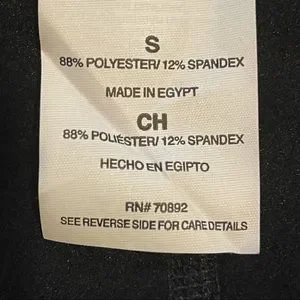 S
88% POLYESTER/ 12% SPANDEX
MADE IN EGYPT
CH
88% POLIÉSTER/ 12% SPANDEX
HECHO EN EGIPTO
RN# 70892
SEE REVERSE SIDE FOR CARE DETAILS